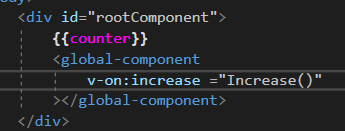 <div id="rootComponent">
{{counter}}
<global-component
v-on:increase ="Increase()"
></global-component>
</div>